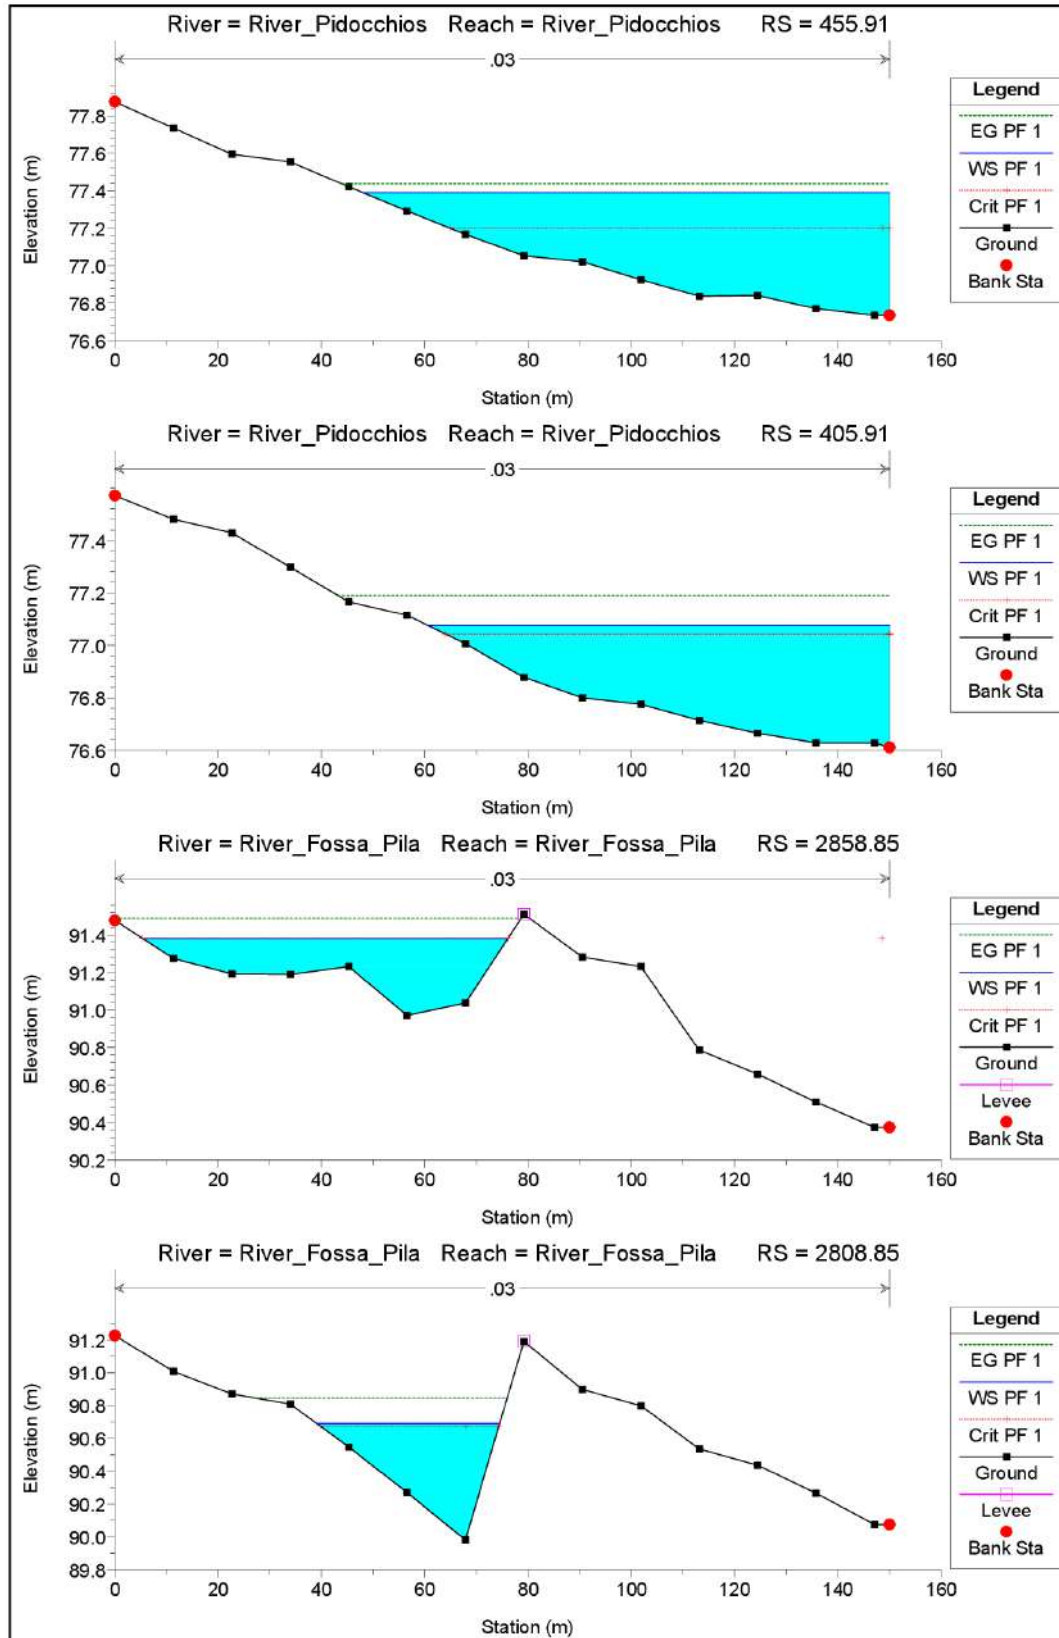 River = River_Pidocchios Reach = River_Pidocchios RS = 455.91
.03
Legend
EG PF 1
WS PF 1
Crit PF 1
Ground
Bank Sta
77.8
77.6
77.4
77.2
77.0
76.8
76.6
Elevation (m)
0 20 40 60 80 100 120 140 160
Station (m)
River = River_Pidocchios Reach = River_Pidocchios RS = 405.91
.03
Legend
EG PF 1
WS PF 1
Crit PF 1
Ground
Bank Sta
77.4
77.2
77.0
76.8
76.6
Elevation (m)
0 20 40 60 80 100 120 140 160
Station (m)
River = River_Fossa_Pila Reach = River_Fossa_Pila RS = 2858.85
.03
Legend
EG PF 1
WS PF 1
Crit PF 1
Ground
Levee
Bank Sta
91.4
91.2
91.0
90.8
90.6
90.4
90.2
Elevation (m)
0 20 40 60 80 100 120 140 160
Station (m)
River = River_Fossa_Pila Reach = River_Fossa_Pila RS = 2808.85
.03
Legend
EG PF 1
WS PF 1
Crit PF 1
Ground
Levee
Bank Sta
91.2
91.0
90.8
90.6
90.4
90.2
90.0
89.8
Elevation (m)
0 20 40 60 80 100 120 140 160
Station (m)